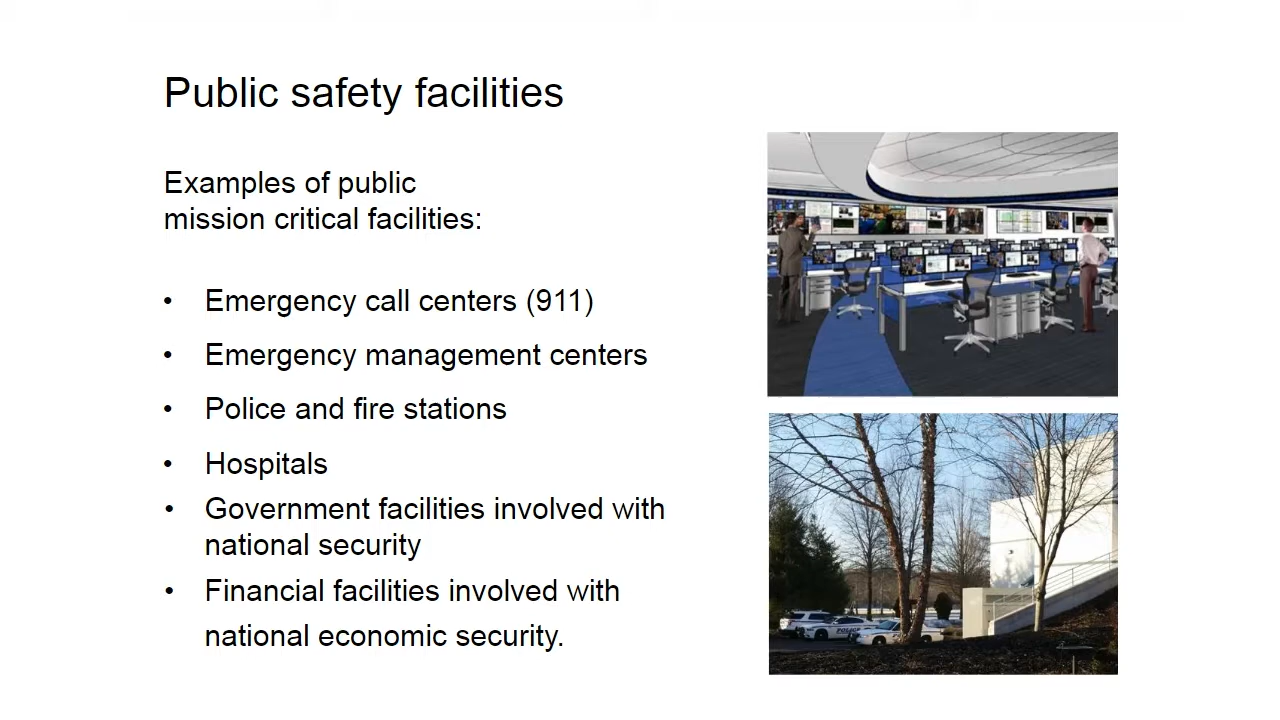 Public safety facilities
Examples of public
mission critical facilities:
• Emergency call centers (911)
• Emergency management centers
• Police and fire stations
• Hospitals
• Government facilities involved with
national security
• Financial facilities involved with
national economic security.
POLICE